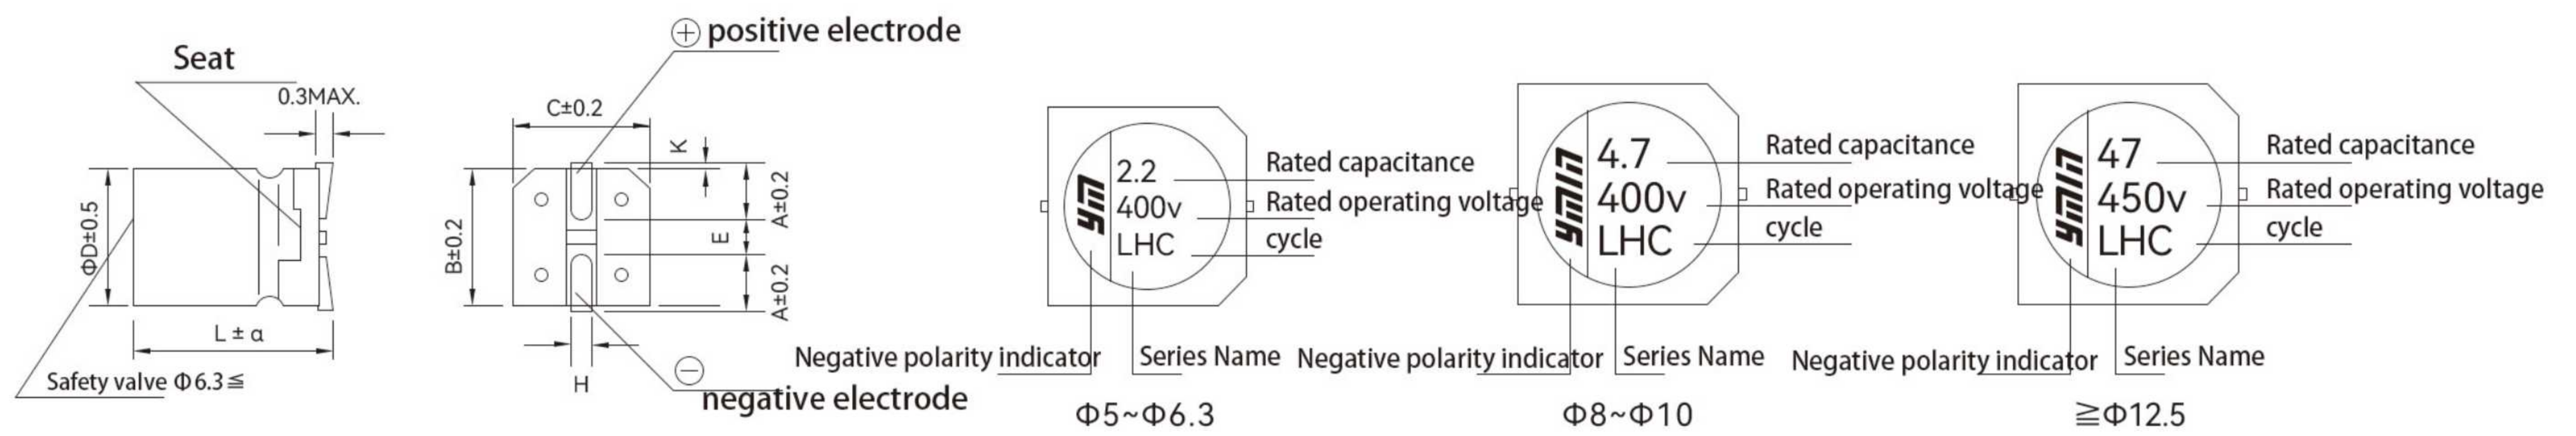 Seat
0.3MAX.
ΦD±0.5
L ± α
Safety valve Φ6.3≦
⊕ positive electrode
C±0.2
K
B±0.2
A±0.2
E
A±0.2
H
⊖
negative electrode
ym
2.2
400v
LHC
Rated capacitance
Rated operating voltage
cycle
Negative polarity indicator
Series Name
Φ5~Φ6.3
ymin
4.7
400v
LHC
Rated capacitance
Rated operating voltage
cycle
Negative polarity indicator
Series Name
Φ8~Φ10
ymin
47
450v
LHC
Rated capacitance
Rated operating voltage
cycle
Negative polarity indicator
Series Name
≧Φ12.5